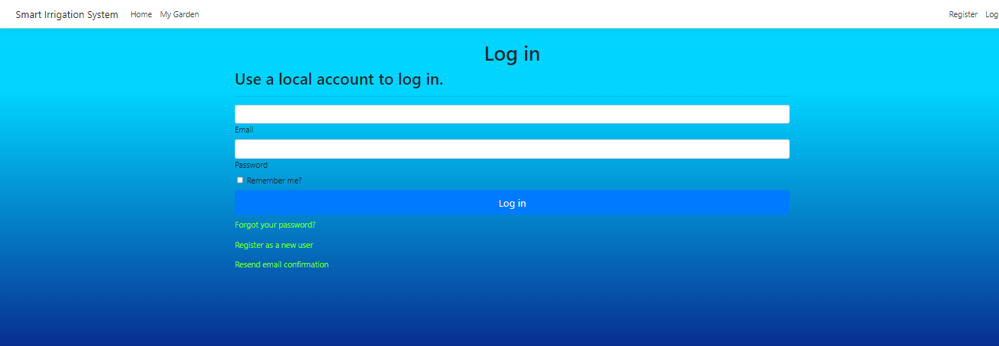 Smart Irrigation System Home My Garden Register Log
Log in
Use a local account to log in.
Email
Password
Remember me?
Log in
Forgot your password?
Register as a new user
Resend email confirmation